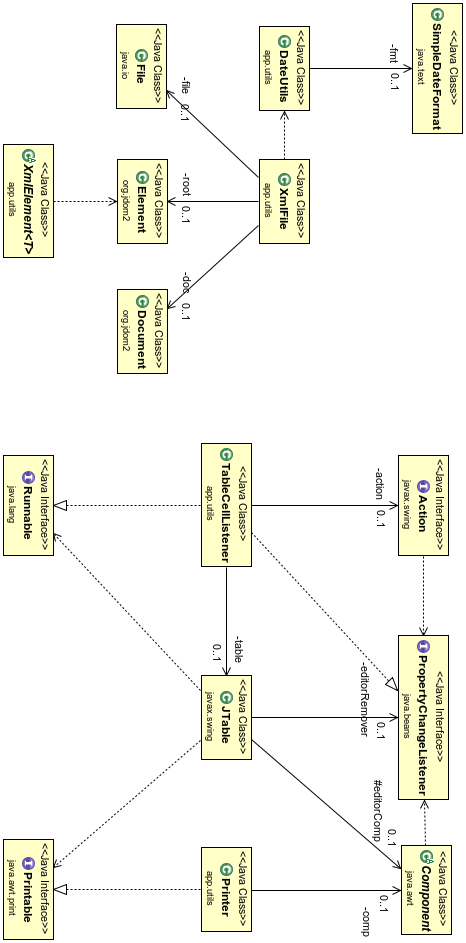 <<Java Class>>
SimpleDateFormat
java.text
-fmt 0..1
<<Java Class>>
DateUtils
app.utils
<<Java Class>>
File
java.io
-file 0..1
<<Java Class>>
XmlFile
app.utils
-root 0..1
<<Java Class>>
Element
org.jdom2
<<Java Class>>
XmlElement<T>
app.utils
-doc 0..1
<<Java Class>>
Document
org.jdom2
<<Java Interface>>
Action
javax.swing
-action 0..1
<<Java Class>>
TableCellListener
app.utils
<<Java Interface>>
Runnable
java.lang
<<Java Interface>>
PropertyChangeListener
java.beans
-editorRemover
0..1
-table
0..1
<<Java Class>>
JTable
javax.swing
#editorComp
0..1
<<Java Class>>
Component
java.awt
0..1
-comp
<<Java Class>>
Printer
app.utils
<<Java Interface>>
Printable
java.awt.print